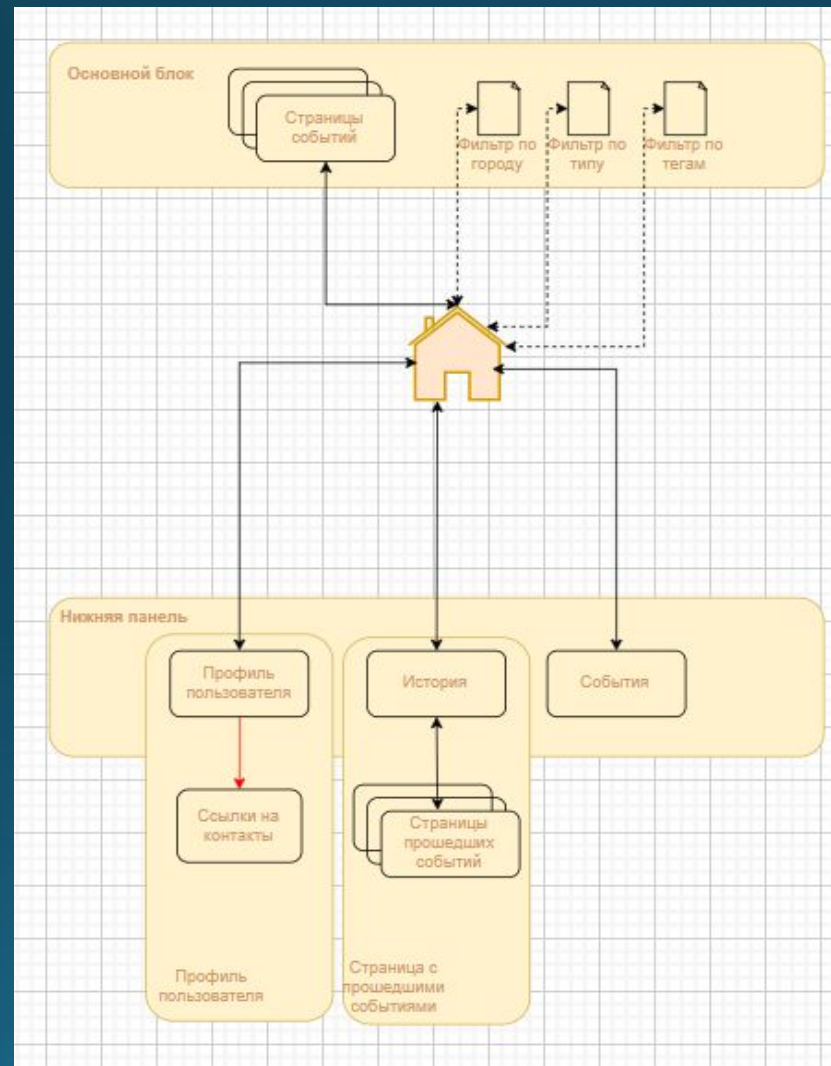 Основной блок
Страницы
событий
Фильтр по
городу
Фильтр по
типу
Фильтр по
тегам
Нижняя панель
Профиль
пользователя
История
События
Ссылки на
контакты
Страницы
прошедших
событий
Профиль
пользователя
Страница с
прошедшими
событиями